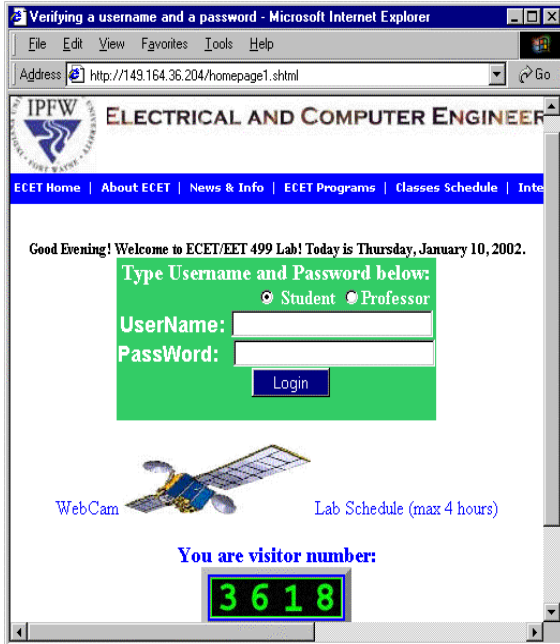 Verifying a username and a password - Microsoft Internet Explorer
File Edit View Favorites Tools Help
Address http://149.164.36.204/homepage1.shtml Go
IPFW
ELECTRICAL AND COMPUTER ENGINEER
ECET Home | About ECET | News & Info | ECET Programs | Classes Schedule | Inte
Good Evening! Welcome to ECET/EET 499 Lab! Today is Thursday, January 10, 2002.
Type Username and Password below:
Student Professor
UserName:
PassWord:
Login
WebCam Lab Schedule (max 4 hours)
You are visitor number:
3618